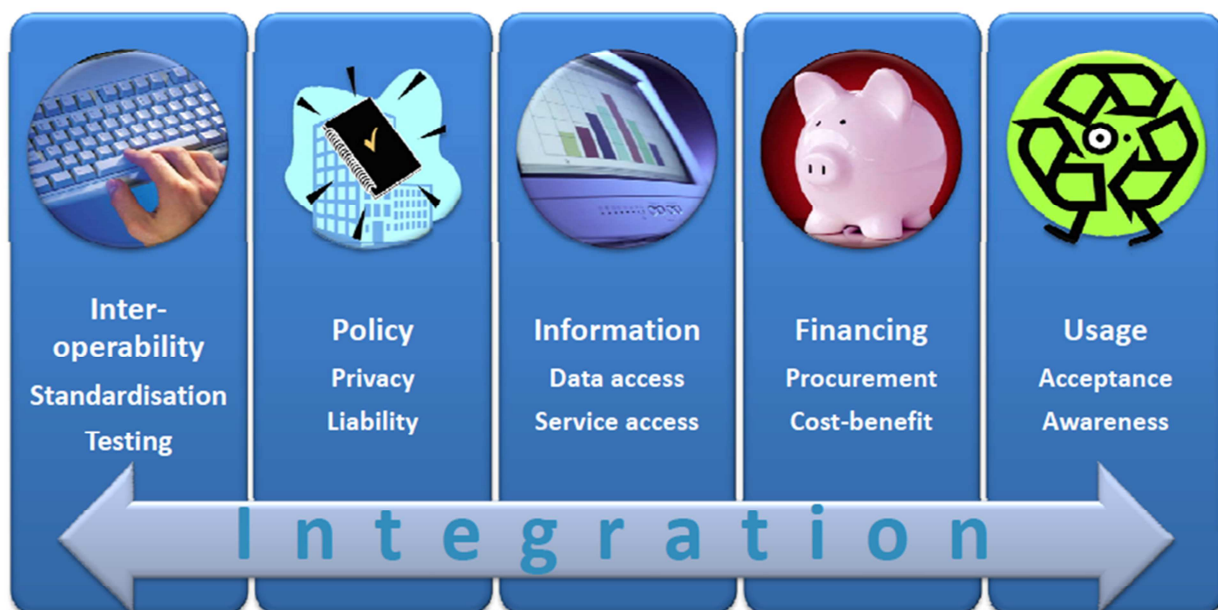 Inter-
operability
Standardisation
Testing
Policy
Privacy
Liability
Information
Data access
Service access
Financing
Procurement
Cost-benefit
Usage
Acceptance
Awareness
Integration